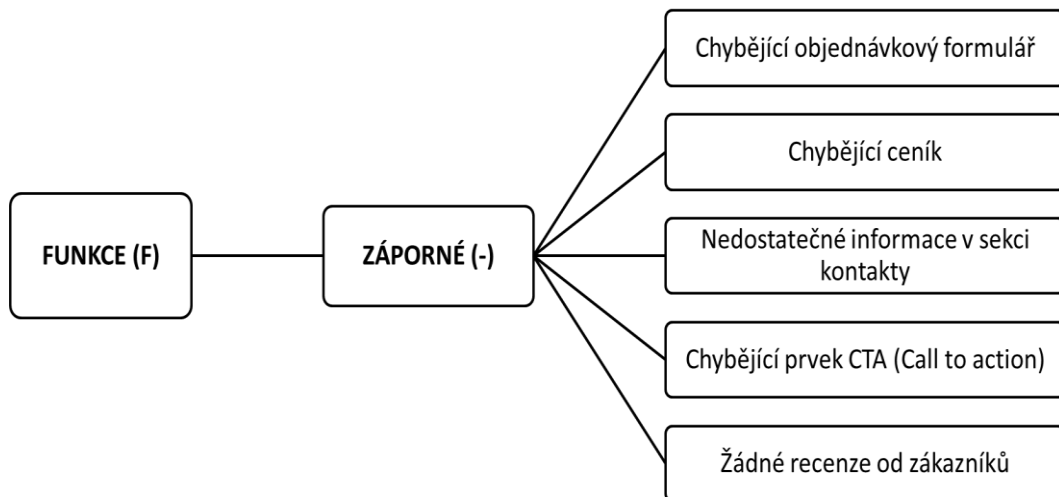 Chybějící objednávkový formulář
Chybějící ceník
FUNKCE (F)
ZÁPORNÉ (-)
Nedostatečné informace v sekci
kontakty
Chybějící prvek CTA (Call to action)
Žádné recenze od zákazníků